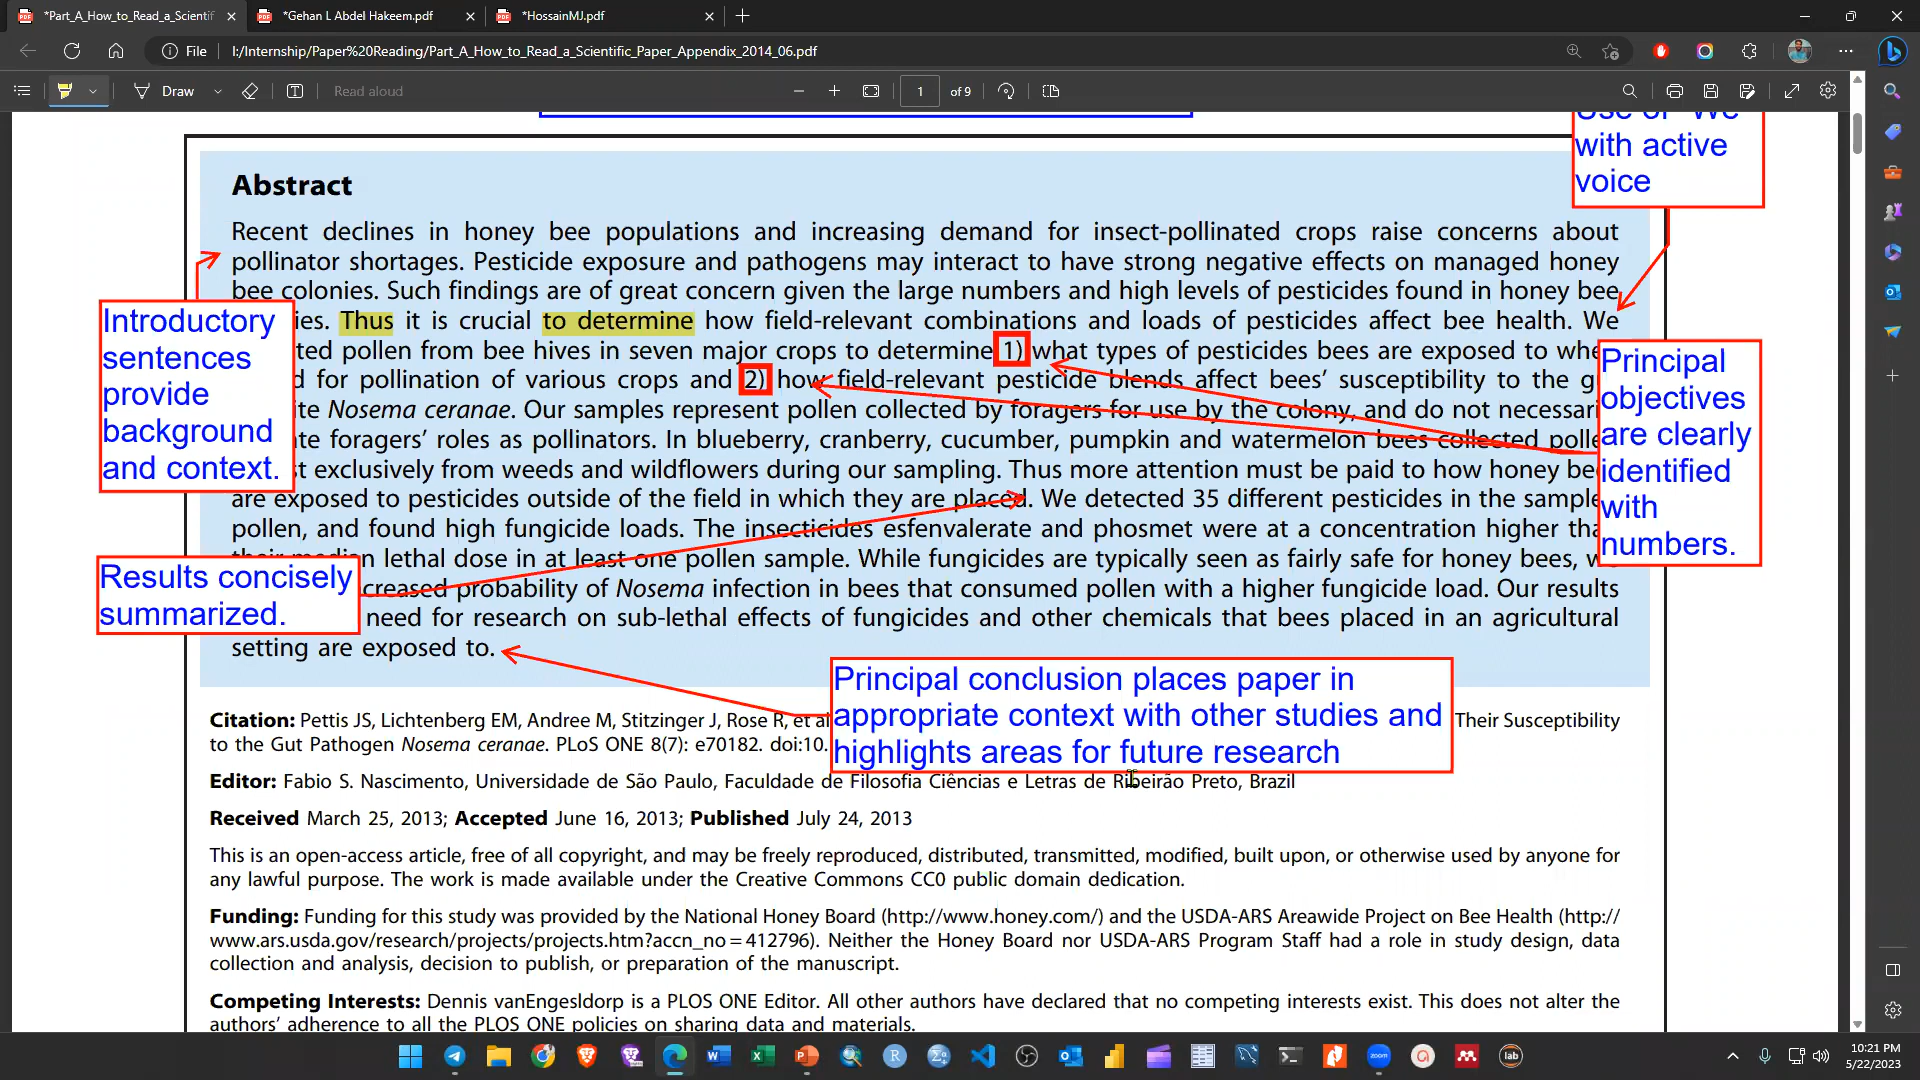 *Part_A_How_to_Read_a_Scientif
*Gehan L Abdel Hakeem.pdf
*HossainMJ.pdf
File
I:/Internship/Paper%20Reading/Part_A_How_to_Read_a_Scientific_Paper_Appendix_2014_06.pdf
Draw
Read aloud
1
of 9
with active
voice
Abstract
Recent declines in honey bee populations and increasing demand for insect-pollinated crops raise concerns about
pollinator shortages. Pesticide exposure and pathogens may interact to have strong negative effects on managed honey
bee colonies. Such findings are of great concern given the large numbers and high levels of pesticides found in honey bee
ies. Thus it is crucial to determine how field-relevant combinations and loads of pesticides affect bee health. We
ted pollen from bee hives in seven major crops to determine 1) what types of pesticides bees are exposed to whe
d for pollination of various crops and 2) how field-relevant pesticide blends affect bees' susceptibility to the g
ite Nosema ceranae. Our samples represent pollen collected by foragers for use by the colony, and do not necessari
te foragers' roles as pollinators. In blueberry, cranberry, cucumber, pumpkin and watermelon bees collected polle
t exclusively from weeds and wildflowers during our sampling. Thus more attention must be paid to how honey be
are exposed to pesticides outside of the field in which they are placed. We detected 35 different pesticides in the sample
pollen, and found high fungicide loads. The insecticides esfenvalerate and phosmet were at a concentration higher tha
their median lethal dose in at least one pollen sample. While fungicides are typically seen as fairly safe for honey bees, w
creased probability of Nosema infection in bees that consumed pollen with a higher fungicide load. Our results
need for research on sub-lethal effects of fungicides and other chemicals that bees placed in an agricultural
setting are exposed to.
Introductory
sentences
provide
background
and context.
Principal
objectives
are clearly
identified
with
numbers.
Results concisely
summarized.
Principal conclusion places paper in
appropriate context with other studies and
highlights areas for future research
Citation: Pettis JS, Lichtenberg EM, Andree M, Stitzinger J, Rose R, et al Their Susceptibility
to the Gut Pathogen Nosema ceranae. PLoS ONE 8(7): e70182. doi:10.
Editor: Fabio S. Nascimento, Universidade de São Paulo, Faculdade de Filosofia Ciências e Letras de Ribeirão Preto, Brazil
Received March 25, 2013; Accepted June 16, 2013; Published July 24, 2013
This is an open-access article, free of all copyright, and may be freely reproduced, distributed, transmitted, modified, built upon, or otherwise used by anyone for
any lawful purpose. The work is made available under the Creative Commons CC0 public domain dedication.
Funding: Funding for this study was provided by the National Honey Board (http://www.honey.com/) and the USDA-ARS Areawide Project on Bee Health (http://
www.ars.usda.gov/research/projects/projects.htm?accn_no=412796). Neither the Honey Board nor USDA-ARS Program Staff had a role in study design, data
collection and analysis, decision to publish, or preparation of the manuscript.
Competing Interests: Dennis vanEngesldorp is a PLOS ONE Editor. All other authors have declared that no competing interests exist. This does not alter the
authors' adherence to all the PLOS ONE policies on sharing data and materials.
zoom
lab
10:21 PM
5/22/2023